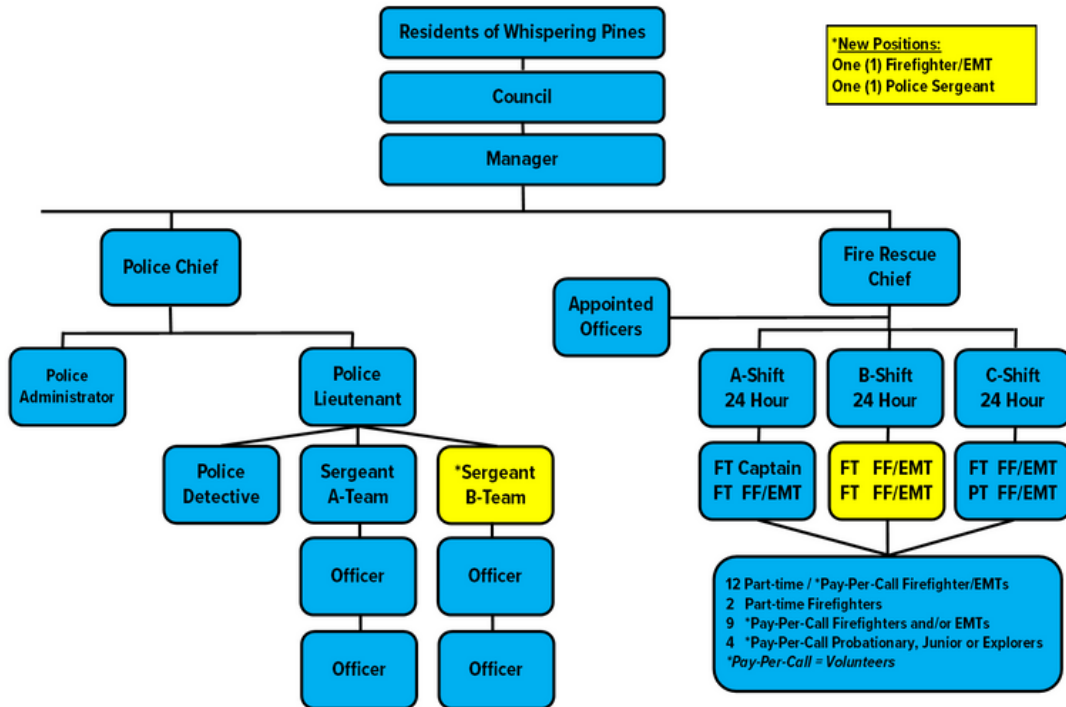 Residents of Whispering Pines
*New Positions:
One (1) Firefighter/EMT
One (1) Police Sergeant
Council
Manager
Police Chief
Fire Rescue
Chief
Appointed
Officers
Police
Administrator
Police
Lieutenant
A-Shift
24 Hour
B-Shift
24 Hour
C-Shift
24 Hour
Police
Detective
Sergeant
A-Team
*Sergeant
B-Team
FT Captain
FT FF/EMT
FT FF/EMT
FT FF/EMT
FT FF/EMT
PT FF/EMT
Officer
Officer
Officer
Officer
12 Part-time / *Pay-Per-Call Firefighter/EMTs
2 Part-time Firefighters
9 *Pay-Per-Call Firefighters and/or EMTs
4 *Pay-Per-Call Probationary, Junior or Explorers
*Pay-Per-Call = Volunteers